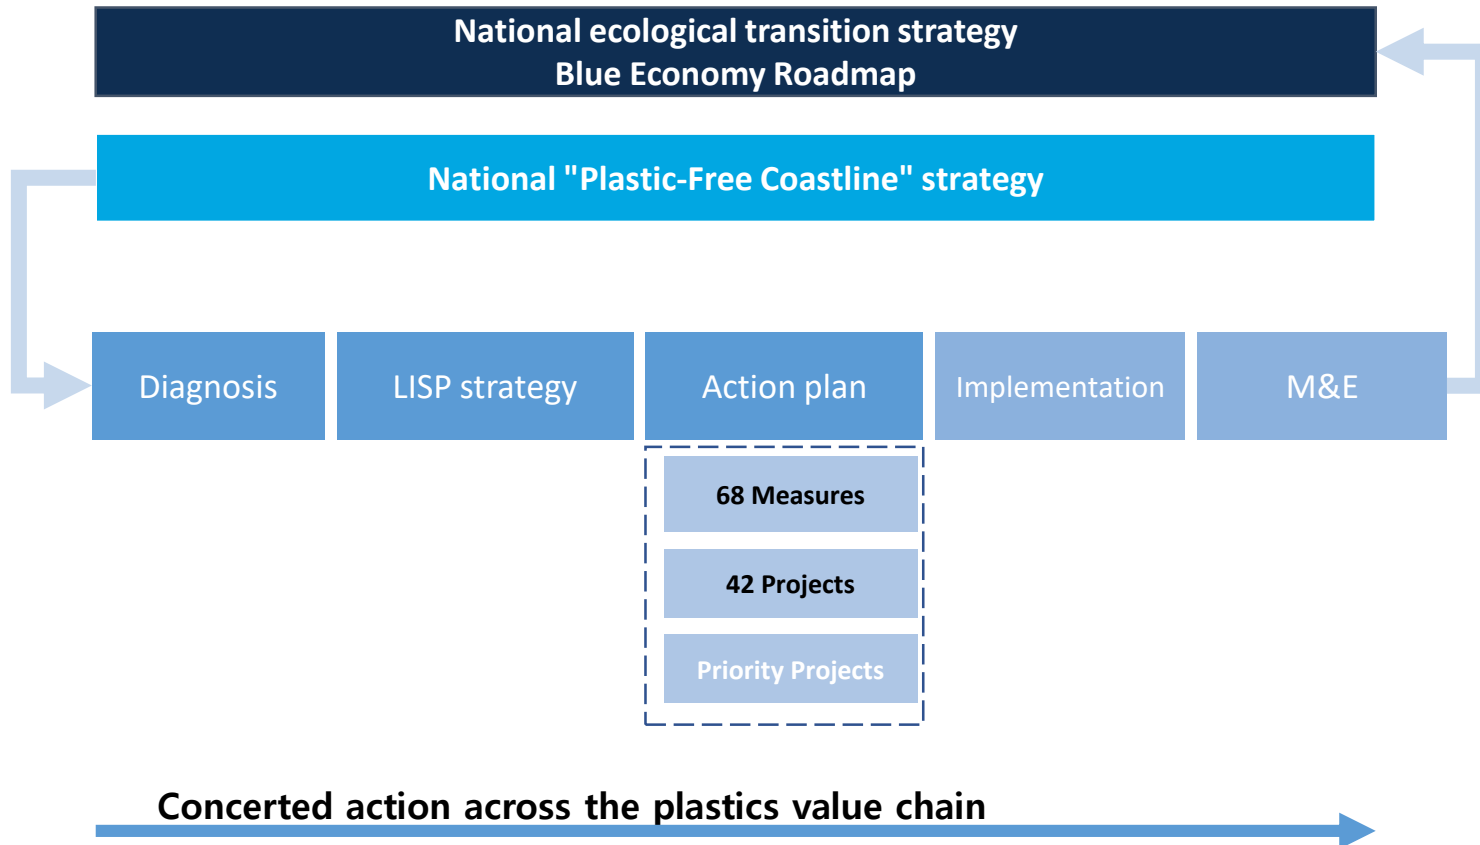 National ecological transition strategy
Blue Economy Roadmap
National "Plastic-Free Coastline" strategy
Diagnosis
LISP strategy
Action plan
Implementation
M&E
68 Measures
42 Projects
Priority Projects
Concerted action across the plastics value chain